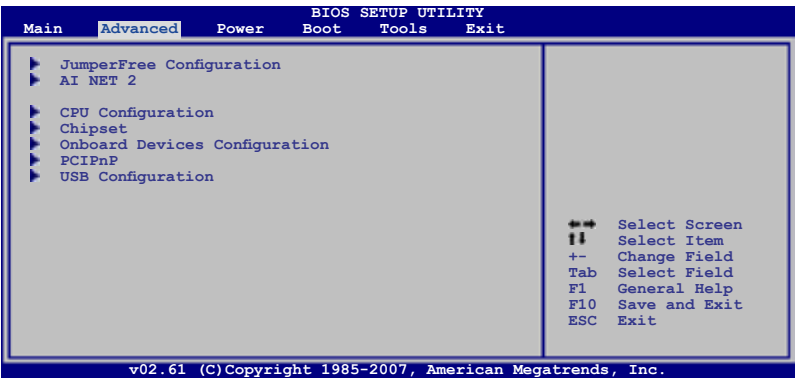 BIOS SETUP UTILITY
Main Advanced Power Boot Tools Exit
JumperFree Configuration
AI NET 2
CPU Configuration
Chipset
Onboard Devices Configuration
PCIPnP
USB Configuration
←→ Select Screen
↑↓ Select Item
+- Change Field
Tab Select Field
F1 General Help
F10 Save and Exit
ESC Exit
v02.61 (C)Copyright 1985-2007, American Megatrends, Inc.